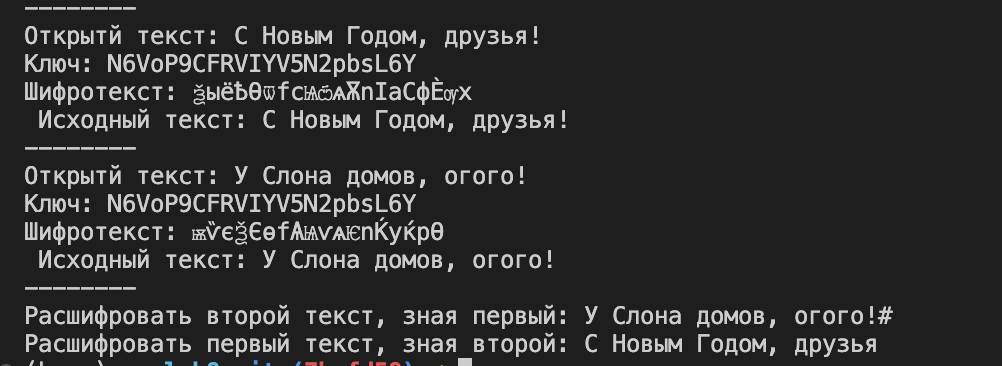 --------
Открытй текст: С Новым Годом, друзья!
Ключ: N6VoP9CFRVIYV5N2pbsL6Y
Шифротекст: ѯыёѢѲѿfcѩѽѧѪnІаСфЀѹх
Исходный текст: С Новым Годом, друзья!
--------
Открытй текст: У Слона домов, огого!
Ключ: N6VoP9CFRVIYV5N2pbsL6Y
Исходный текст: У Слона домов, огого!
--------
Расшифровать второй текст, зная первый: У Слона домов, огого!#
Расшифровать первый текст, зная второй: С Новым Годом, друзья